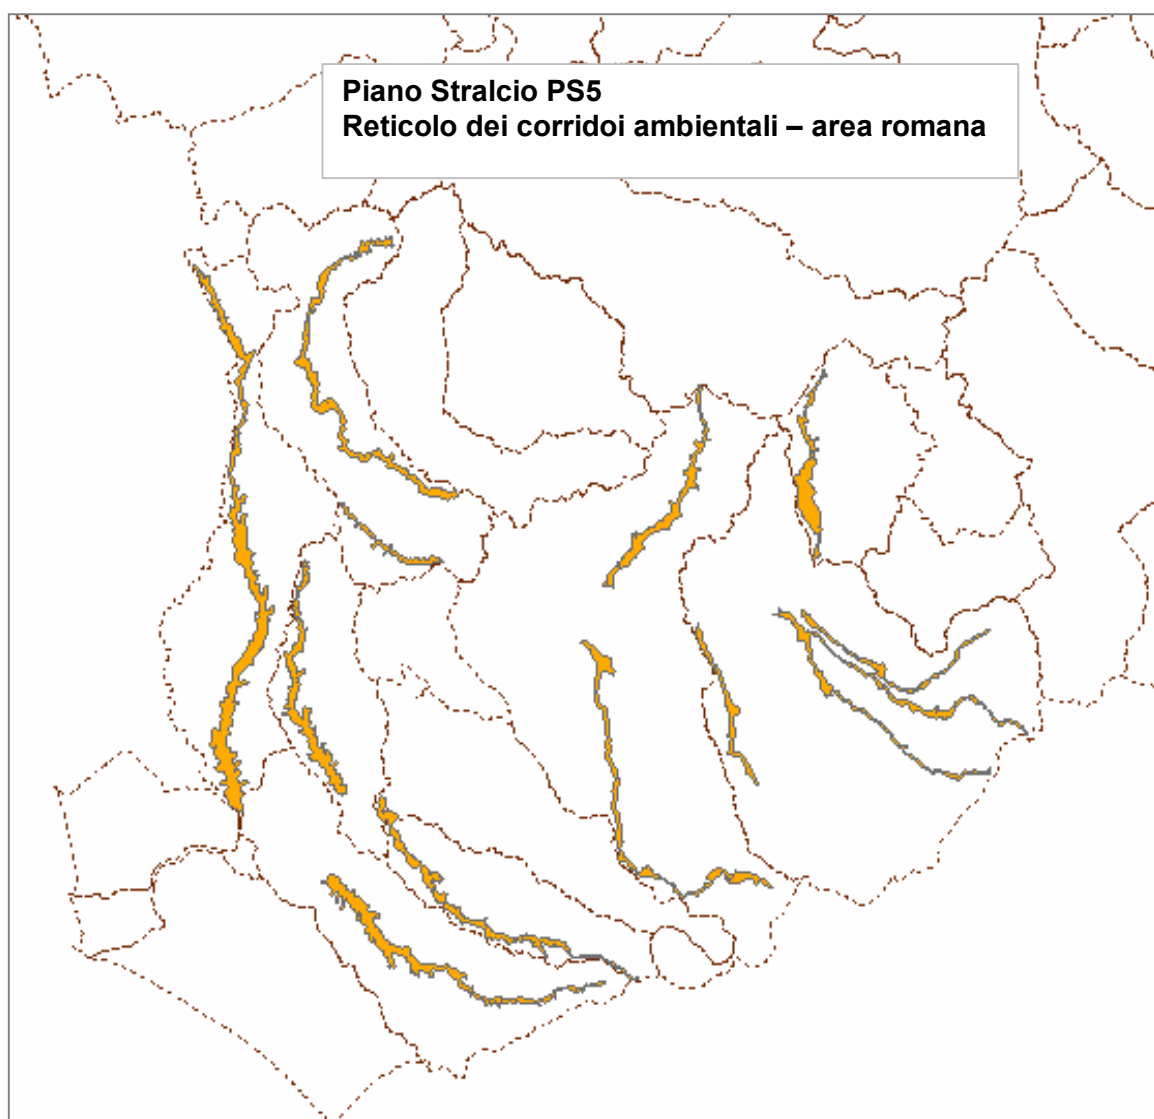 Piano Stralcio PS5
Reticolo dei corridoi ambientali – area romana